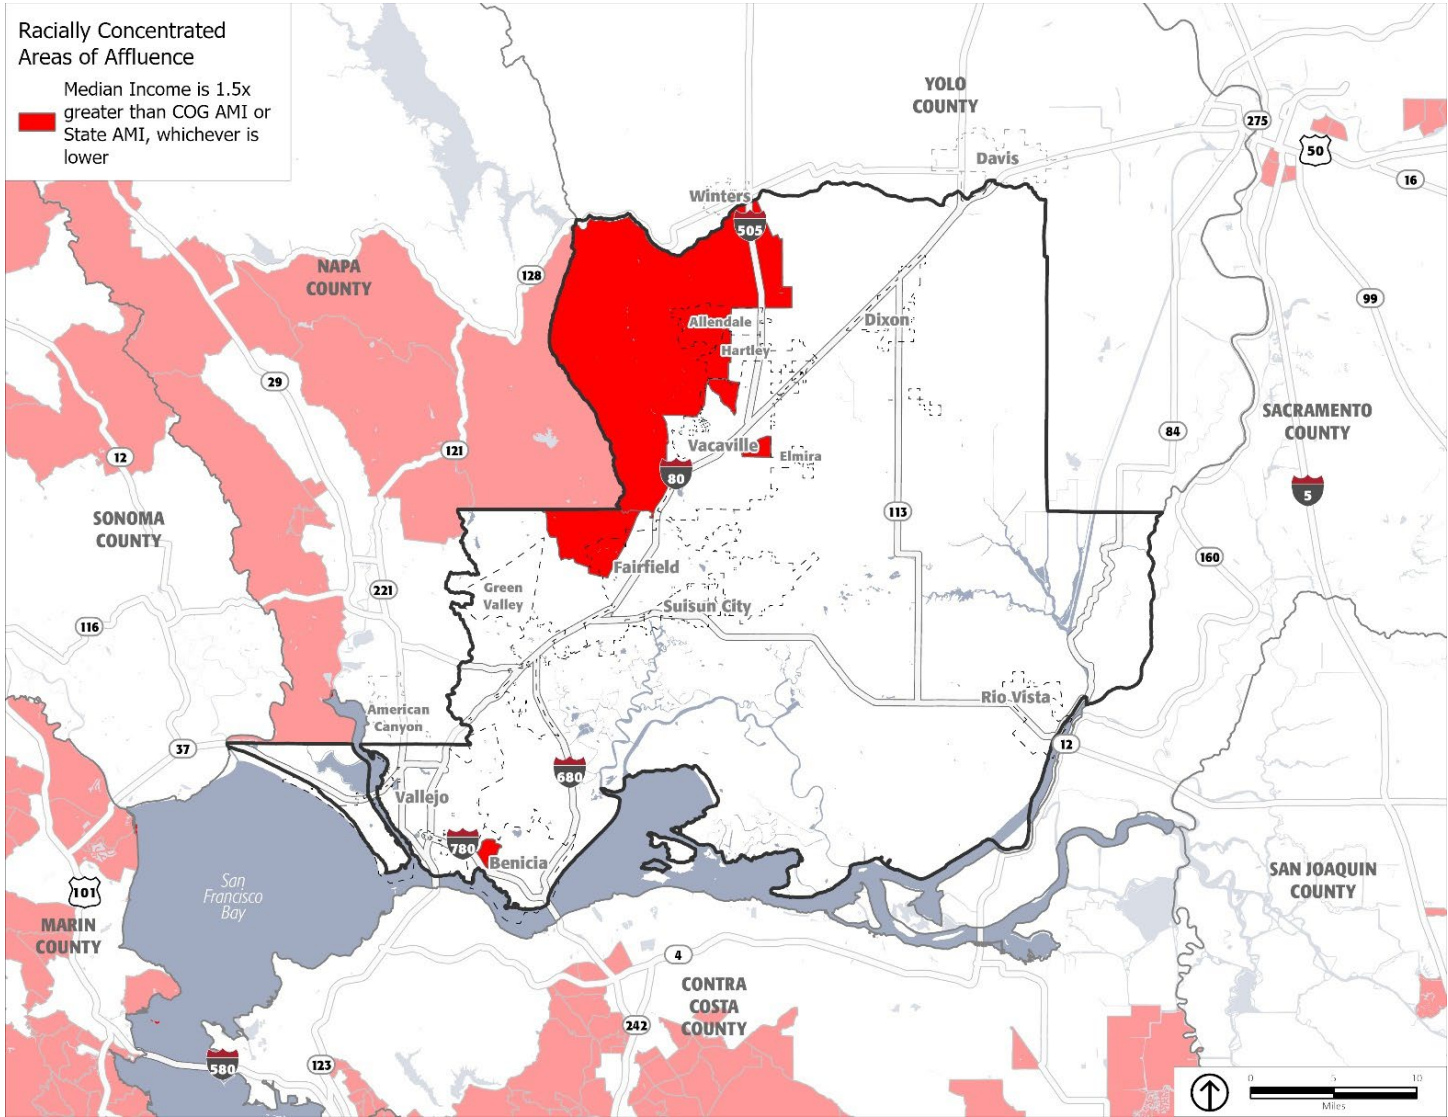 Racially Concentrated
Areas of Affluence
Median Income is 1.5x
greater than COG AMI or
State AMI, whichever is
lower
YOLO
COUNTY
275
50
16
Davis
Winters
505
NAPA
COUNTY
128
99
Allendale
Dixon
Hartley
29
SACRAMENTO
COUNTY
84
12
121
Vacaville
Elmira
80
5
SONOMA
COUNTY
113
160
Fairfield
221
Green
Valley
Suisun City
116
Rio Vista
American
Canyon
37
12
680
Vallejo
780
Benicia
San
Francisco
Bay
101
SAN JOAQUIN
COUNTY
MARIN
COUNTY
4
CONTRA
COSTA
COUNTY
242
580
123
0 5 10
Miles